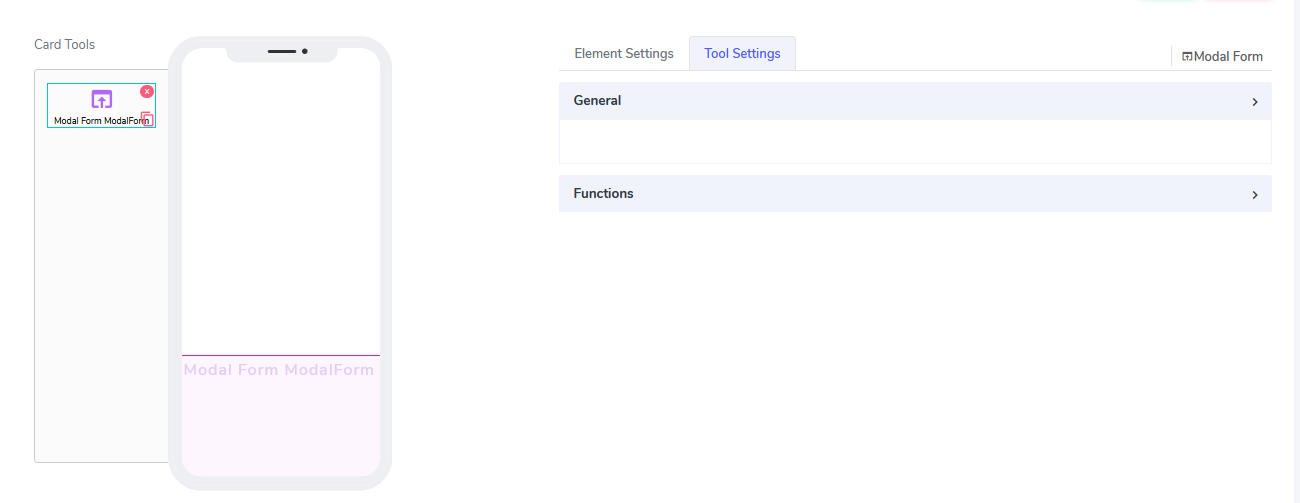 Card Tools
x
Modal Form ModalForm
Modal Form ModalForm
Element Settings
Tool Settings
Modal Form
General
Functions